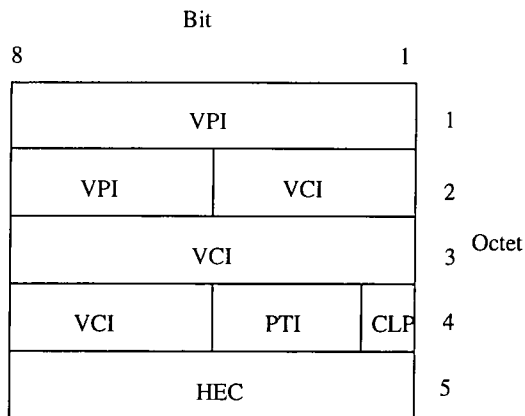 Bit
8 1
VPI 1
VPI VCI 2
VCI 3
Octet
VCI PTI CLP 4
HEC 5